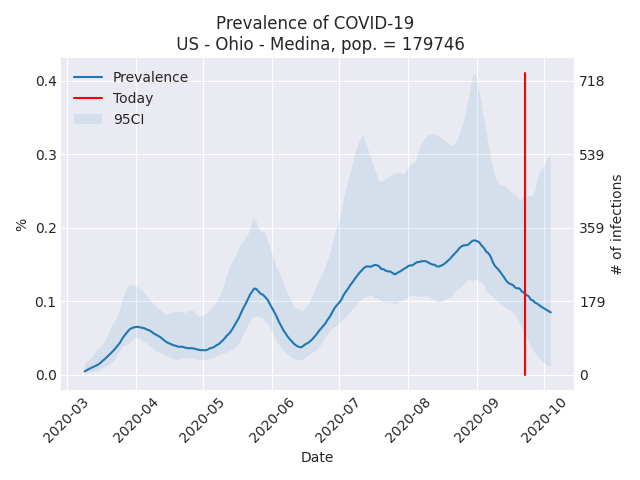 Prevalence of COVID-19
US - Ohio - Medina, pop. = 179746
Prevalence
Today
95CI
0.4
0.3
0.2
0.1
0.0
%
718
539
359
179
0
# of infections
2020-03
2020-04
2020-05
2020-06
2020-07
2020-08
2020-09
2020-10
Date